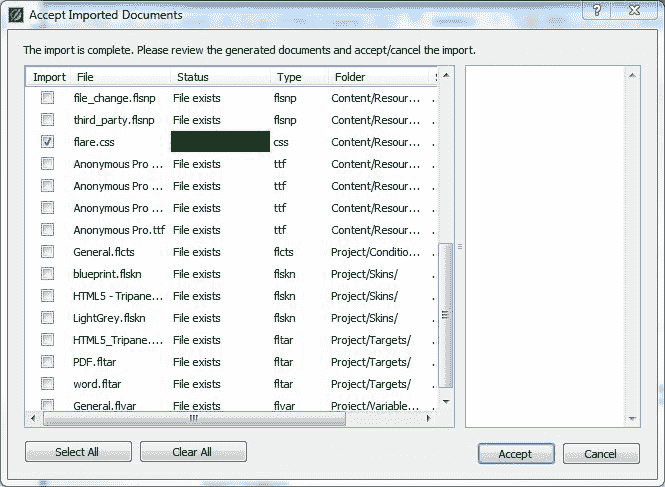 Accept Imported Documents
The import is complete. Please review the generated documents and accept/cancel the import.
Import File Status Type Folder
file_change.flsnp File exists flsnp Content/Resour...
third_party.flsnp File exists flsnp Content/Resour...
flare.css css Content/Resour...
Anonymous Pro ... File exists ttf Content/Resour...
Anonymous Pro ... File exists ttf Content/Resour...
Anonymous Pro ... File exists ttf Content/Resour...
Anonymous Pro.ttf File exists ttf Content/Resour...
General.flcts File exists flcts Project/Conditio...
blueprint.flskn File exists flskn Project/Skins/
HTML5 - Tripane... File exists flskn Project/Skins/
LightGrey.flskn File exists flskn Project/Skins/
HTML5_Tripane.... File exists fltar Project/Targets/
PDF.fltar File exists fltar Project/Targets/
word.fltar File exists fltar Project/Targets/
General.flvar File exists flvar Project/Variable...
Select All Clear All Accept Cancel